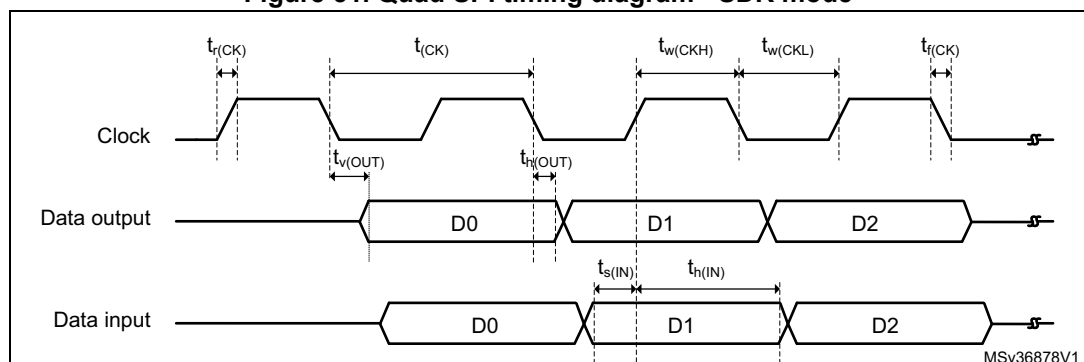 Figure 31. Quad SPI timing diagram - SDR mode
tr(CK) t(CK) tw(CKH) tw(CKL) tf(CK)
Clock
tv(OUT) th(OUT)
Data output D0 D1 D2
ts(IN) th(IN)
Data input D0 D1 D2
MSv36878V1